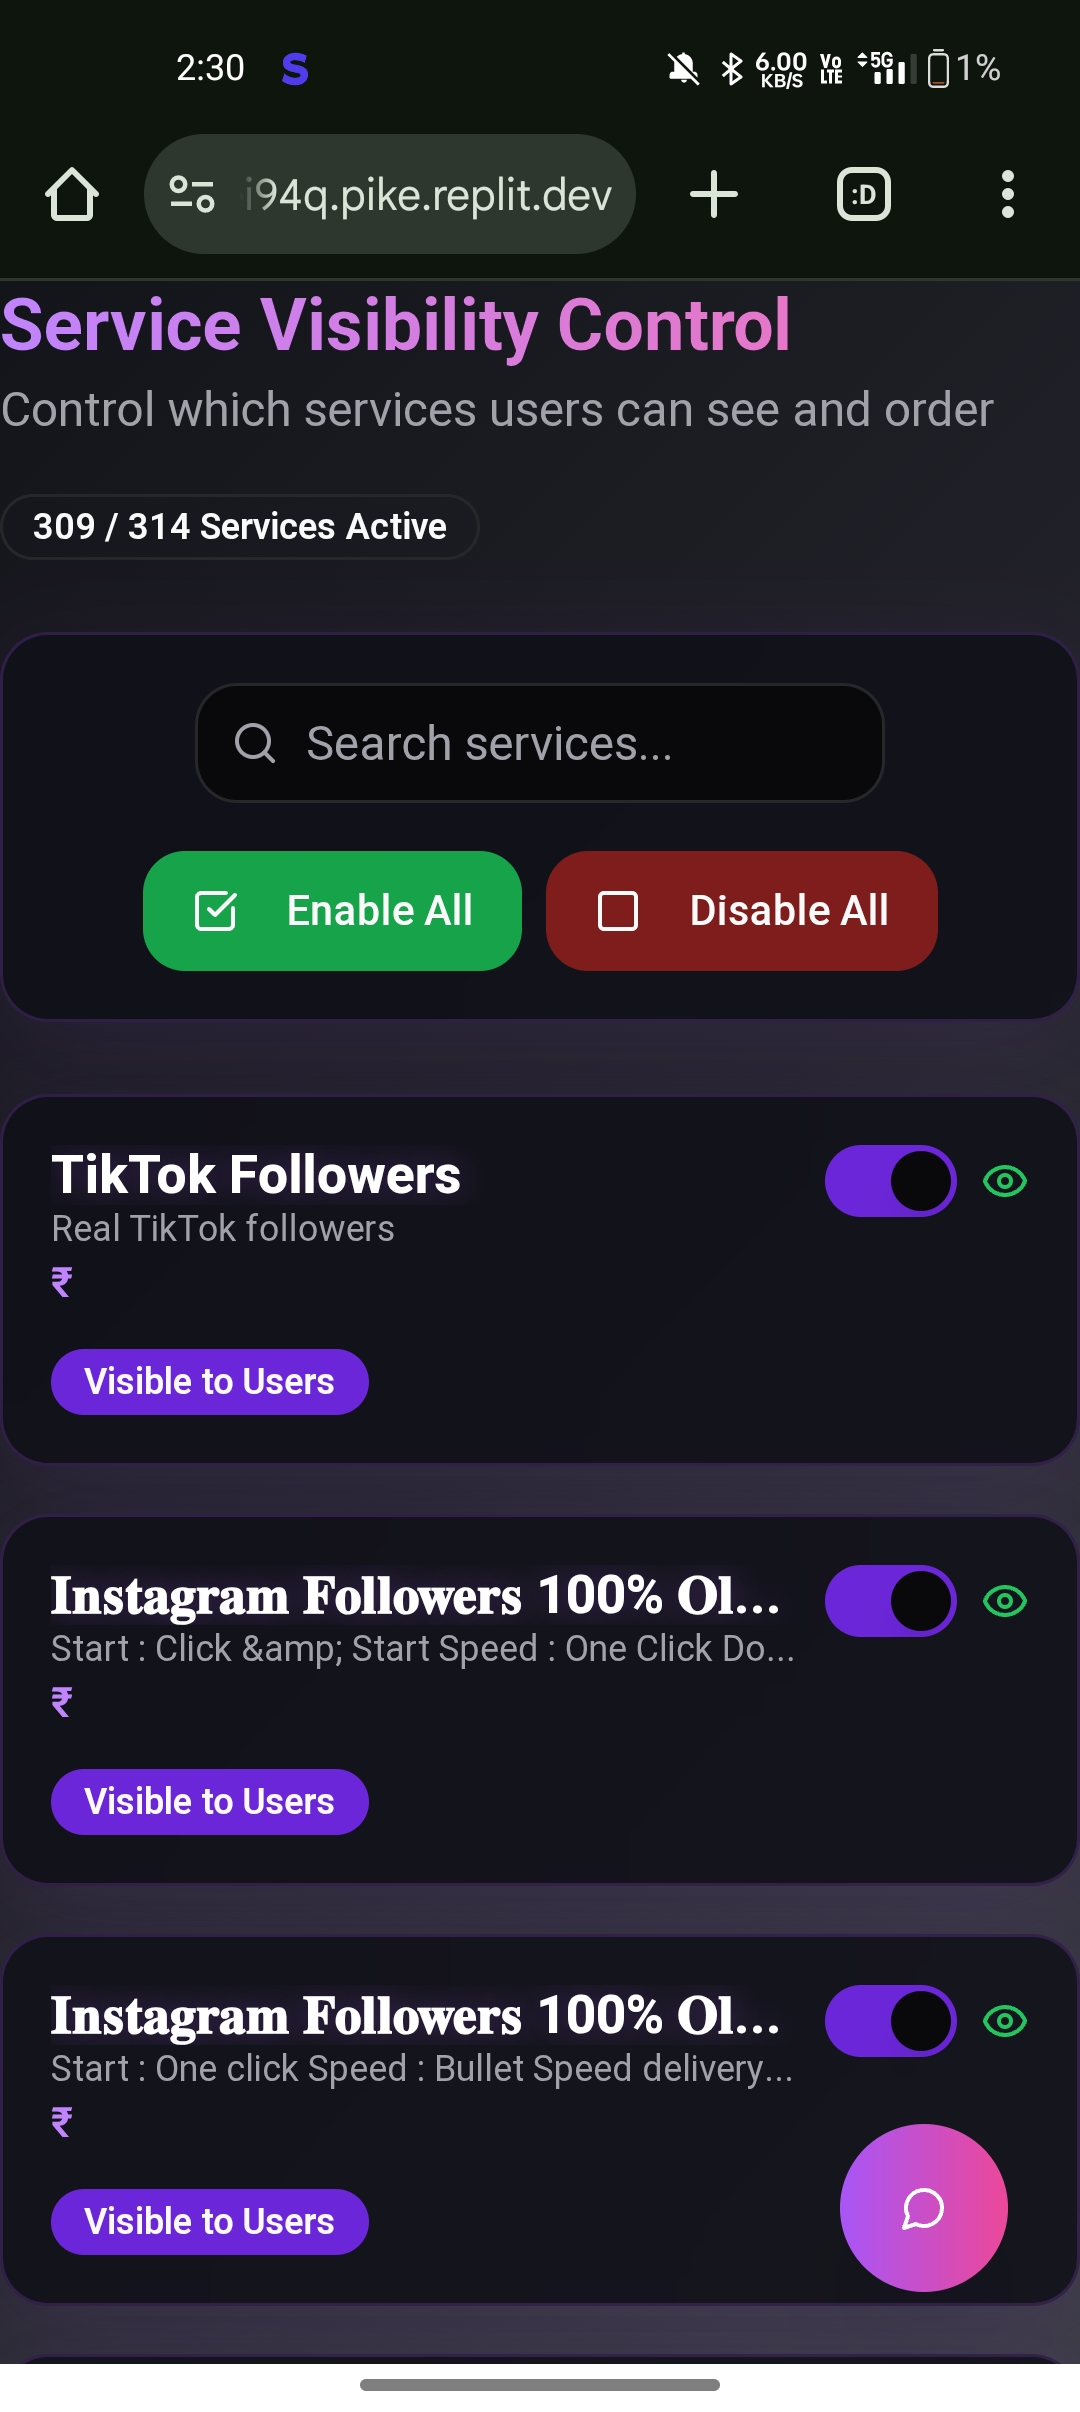 2:30 S 6.00 KB/S Vo LTE 5G 1%
i94q.pike.replit.dev :D
Service Visibility Control
Control which services users can see and order
309 / 314 Services Active
Search services...
Enable All Disable All
TikTok Followers
Real TikTok followers
₹
Visible to Users
𝐈𝐧𝐬𝐭𝐚𝐠𝐫𝐚𝐦 𝐅𝐨𝐥𝐥𝐨𝐰𝐞𝐫𝐬 100% 𝐎𝐥...
Start : Click &amp; Start Speed : One Click Do...
₹
Visible to Users
𝐈𝐧𝐬𝐭𝐚𝐠𝐫𝐚𝐦 𝐅𝐨𝐥𝐥𝐨𝐰𝐞𝐫𝐬 100% 𝐎𝐥...
Start : One click Speed : Bullet Speed delivery...
₹
Visible to Users